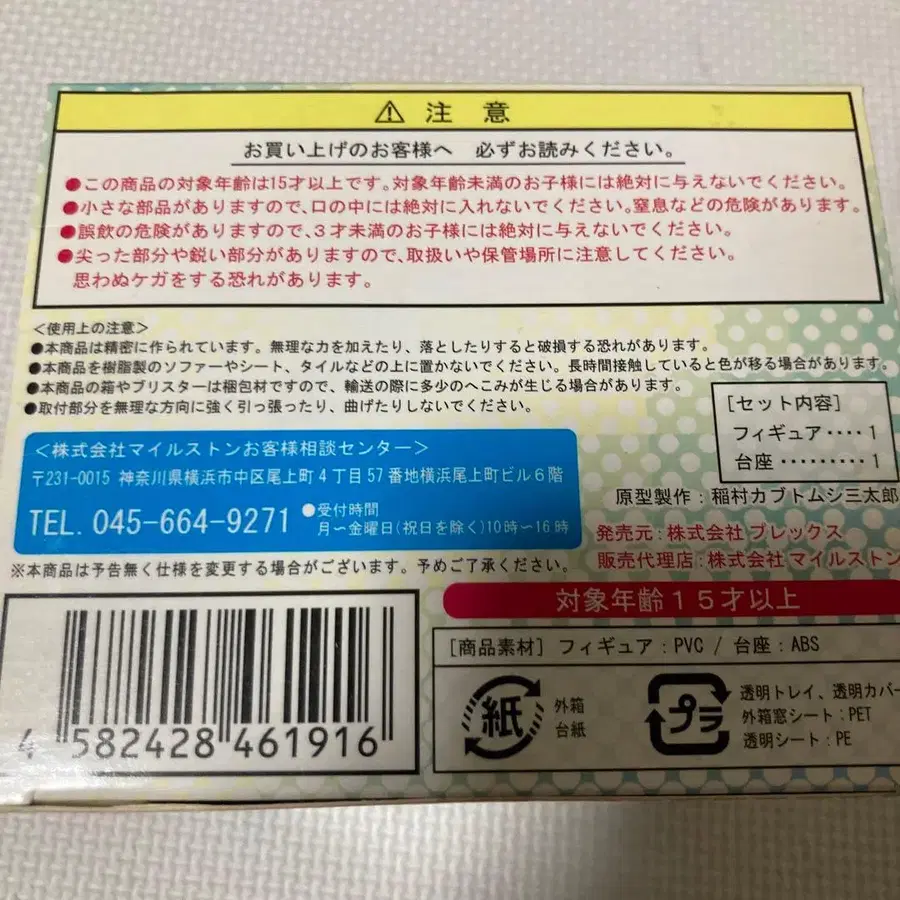 ⚠ 注意
お買い上げのお客様へ 必ずお読みください。
●この商品の対象年齢は15才以上です。対象年齢未満のお子様には絶対に与えないでください。
●小さな部品がありますので、口の中には絶対に入れないでください。窒息などの危険があります。
●誤飲の危険がありますので、3才未満のお子様には絶対に与えないでください。
●尖った部分や鋭い部分がありますので、取扱いや保管場所に注意してください。
思わぬケガをする恐れがあります。
＜使用上の注意＞
●本商品は精密に作られています。無理な力を加えたり、落としたりすると破損する恐れがあります。
●本商品を樹脂製のソファーやシート、タイルなどの上に置かないでください。長時間接触していると色が移る場合があります。
●本商品の箱やブリスターは梱包材ですので、輸送の際に多少のへこみが生じる場合があります。
●取付部分を無理な方向に強く引っ張ったり、曲げたりしないでください。
[セット内容]
フィギュア････1
台座･････････1
＜株式会社マイルストンお客様相談センター＞
〒231-0015 神奈川県横浜市中区尾上町4丁目57番地横浜尾上町ビル6階
TEL. 045-664-9271
●受付時間
月〜金曜日(祝日を除く)10時〜16時
原型製作：稲村カブトムシ三太郎
発売元：株式会社 プレックス
販売代理店：株式会社 マイルストン
※本商品は予告無く仕様を変更する場合がございます。予めご了承ください。
対象年齢15才以上
[商品素材] フィギュア：PVC / 台座：ABS
紙
外箱
台紙
プラ
透明トレイ、透明カバー
外箱窓シート：PET
透明シート：PE
4 582428 461916